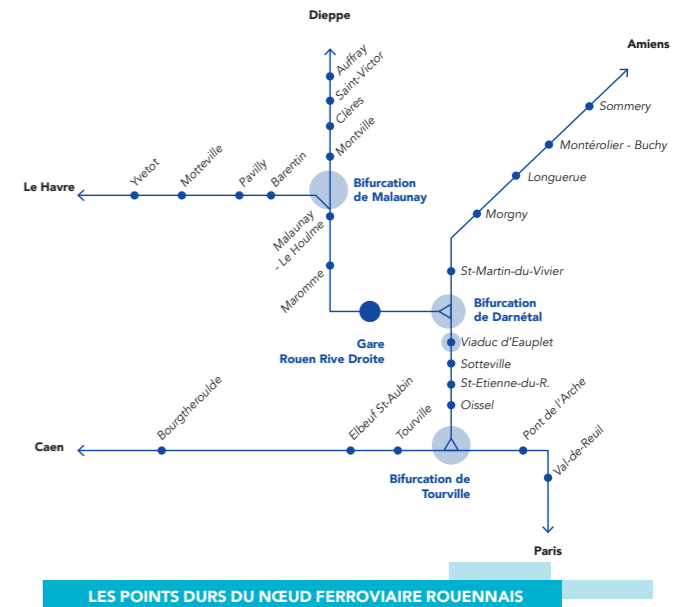 Dieppe
Amiens
Auffray
Saint-Victor
Clères
Montville
Sommery
Montérolier - Buchy
Longuerue
Morgny
Le Havre
Yvetot
Motteville
Pavilly
Barentin
Bifurcation
de Malaunay
Malaunay
- Le Houlme
Maromme
St-Martin-du-Vivier
Bifurcation
de Darnétal
Gare
Rouen Rive Droite
Viaduc d'Eauplet
Sotteville
St-Etienne-du-R.
Oissel
Caen
Bourgtheroulde
Elbeuf St-Aubin
Tourville
Pont de l'Arche
Val-de-Reuil
Bifurcation de
Tourville
Paris
LES POINTS DURS DU NŒUD FERROVIAIRE ROUENNAIS